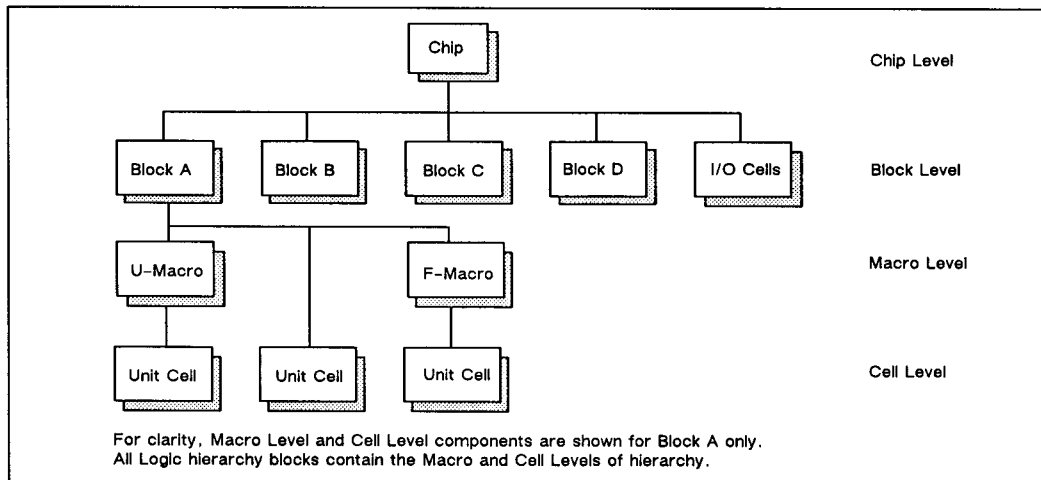 Chip
Chip Level
Block A
Block B
Block C
Block D
I/O Cells
Block Level
U-Macro
F-Macro
Macro Level
Unit Cell
Unit Cell
Unit Cell
Cell Level
For clarity, Macro Level and Cell Level components are shown for Block A only.
All Logic hierarchy blocks contain the Macro and Cell Levels of hierarchy.